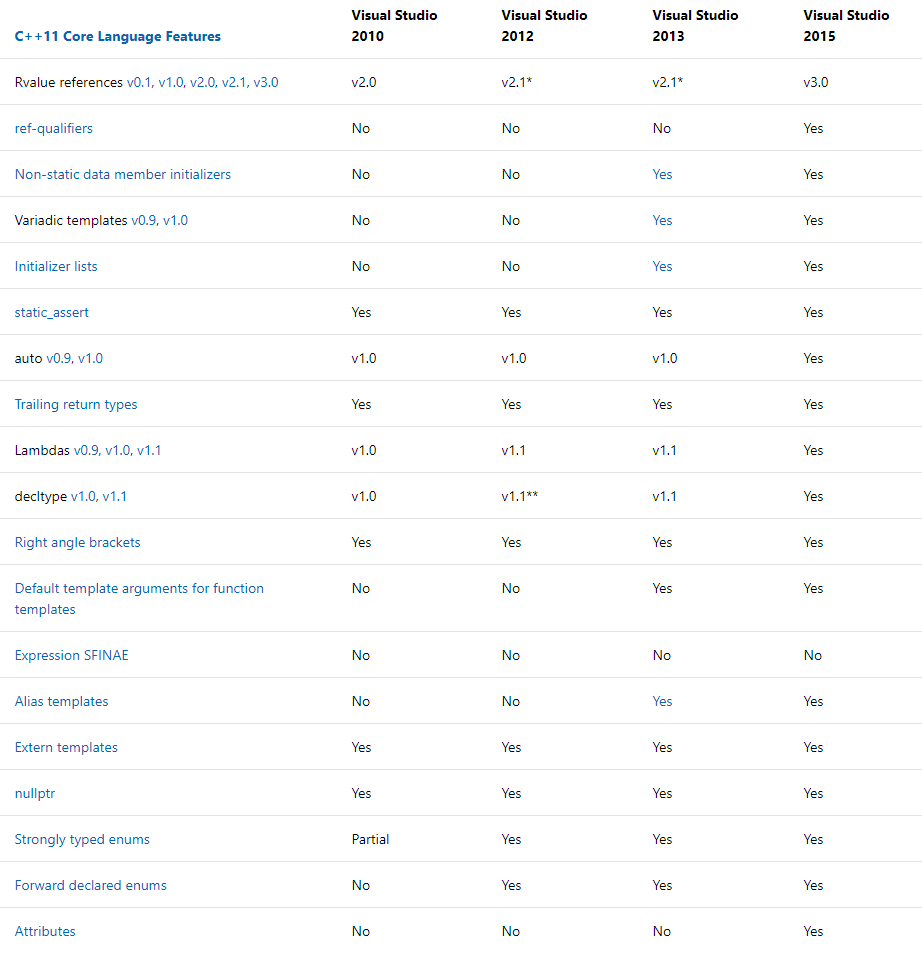 C++11 Core Language Features Visual Studio 2010 Visual Studio 2012 Visual Studio 2013 Visual Studio 2015
Rvalue references v0.1, v1.0, v2.0, v2.1, v3.0 v2.0 v2.1* v2.1* v3.0
ref-qualifiers No No No Yes
Non-static data member initializers No No Yes Yes
Variadic templates v0.9, v1.0 No No Yes Yes
Initializer lists No No Yes Yes
static_assert Yes Yes Yes Yes
auto v0.9, v1.0 v1.0 v1.0 v1.0 Yes
Trailing return types Yes Yes Yes Yes
Lambdas v0.9, v1.0, v1.1 v1.0 v1.1 v1.1 Yes
decltype v1.0, v1.1 v1.0 v1.1** v1.1 Yes
Right angle brackets Yes Yes Yes Yes
Default template arguments for function templates No No Yes Yes
Expression SFINAE No No No No
Alias templates No No Yes Yes
Extern templates Yes Yes Yes Yes
nullptr Yes Yes Yes Yes
Strongly typed enums Partial Yes Yes Yes
Forward declared enums No Yes Yes Yes
Attributes No No No Yes